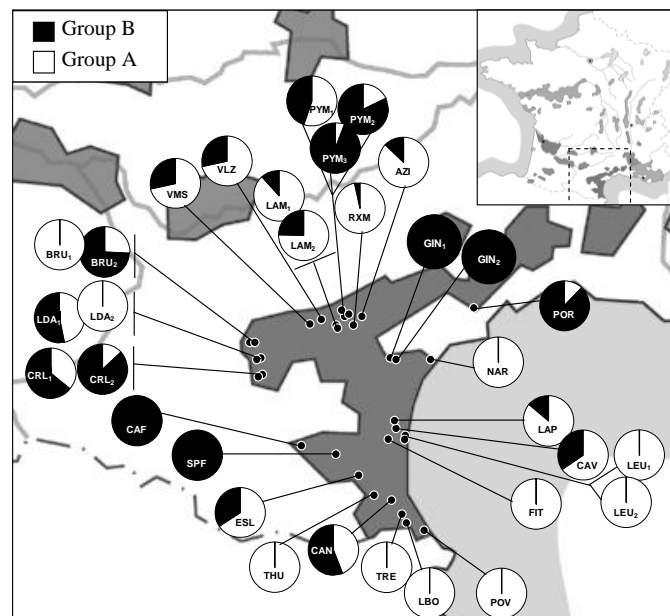 Group B
Group A
PYM₁
PYM₂
PYM₃
AZI
VLZ
VMS
LAM₁
RXM
LAM₂
GIN₁
GIN₂
BRU₁
BRU₂
LDA₁
LDA₂
POR
CRL₁
CRL₂
NAR
CAF
LAP
SPF
CAV
LEU₁
ESL
FIT
LEU₂
CAN
THU
TRE
LBO
POV